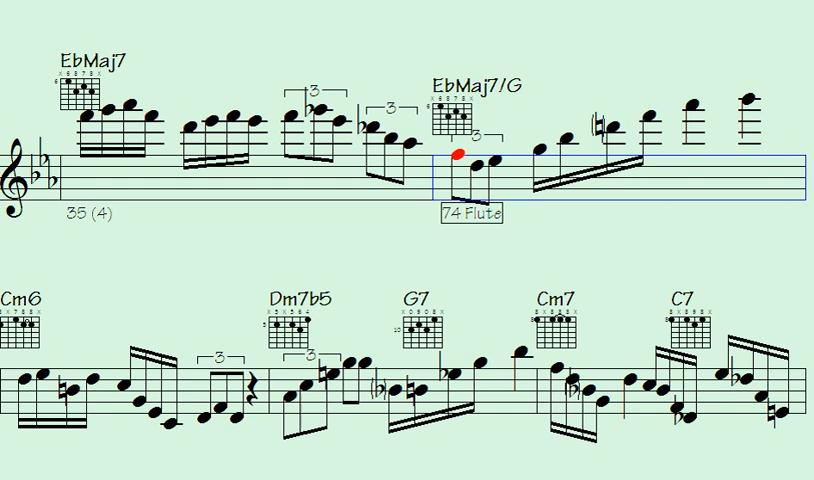 EbMaj7
3
3
EbMaj7/G
3
35 (4)
74 Flute
Cm6
Dm7b5
G7
Cm7
C7
3
3